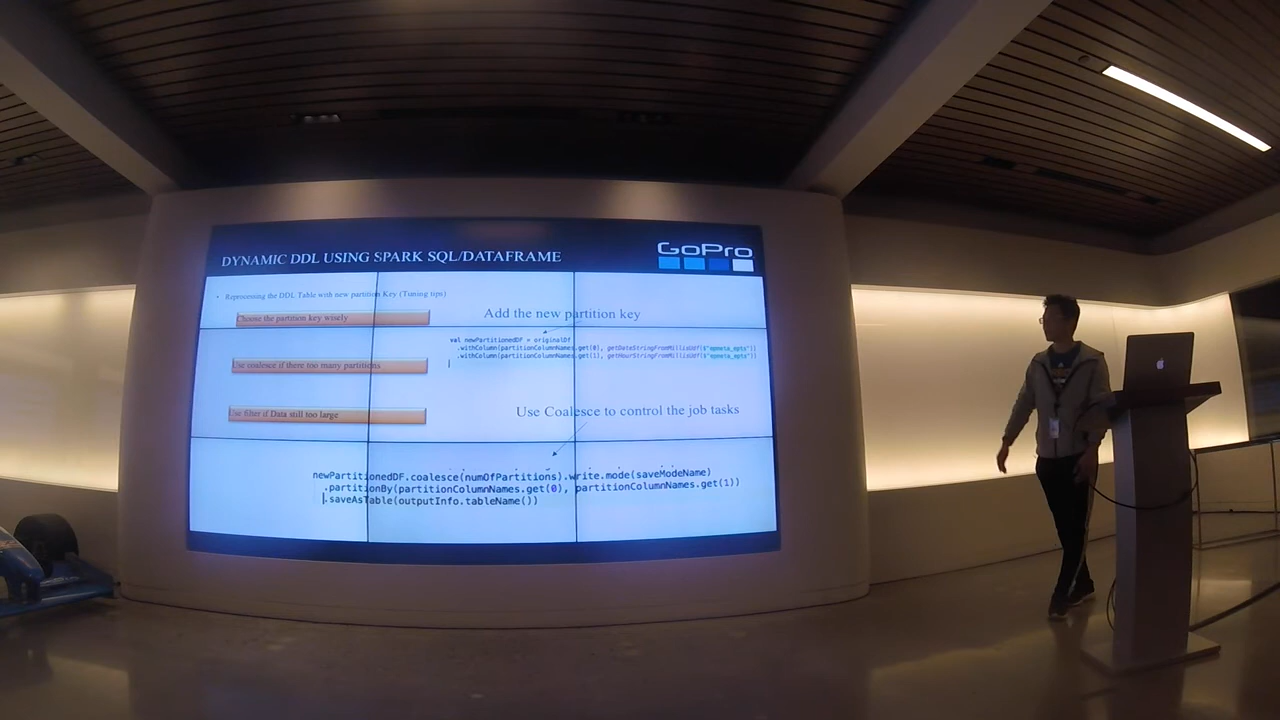 DYNAMIC DDL USING SPARK SQL/DATAFRAME
GoPro
• Reprocessing the DDL Table with new partition Key (Tuning tips)
Choose the partition key wisely
Use coalesce if there too many partitions
Use filter if Data still too large
Add the new partition key
val newPartitionedDF = originalDF
.withColumn(partitionColumnNames.get(0), getDateStringFromMillisUdf($"epmeta_epts"))
.withColumn(partitionColumnNames.get(1), getHourStringFromMillisUdf($"epmeta_epts"))
Use Coalesce to control the job tasks
newPartitionedDF.coalesce(numOfPartitions).write.mode(saveModeName)
.partitionBy(partitionColumnNames.get(0), partitionColumnNames.get(1))
.saveAsTable(outputInfo.tableName())